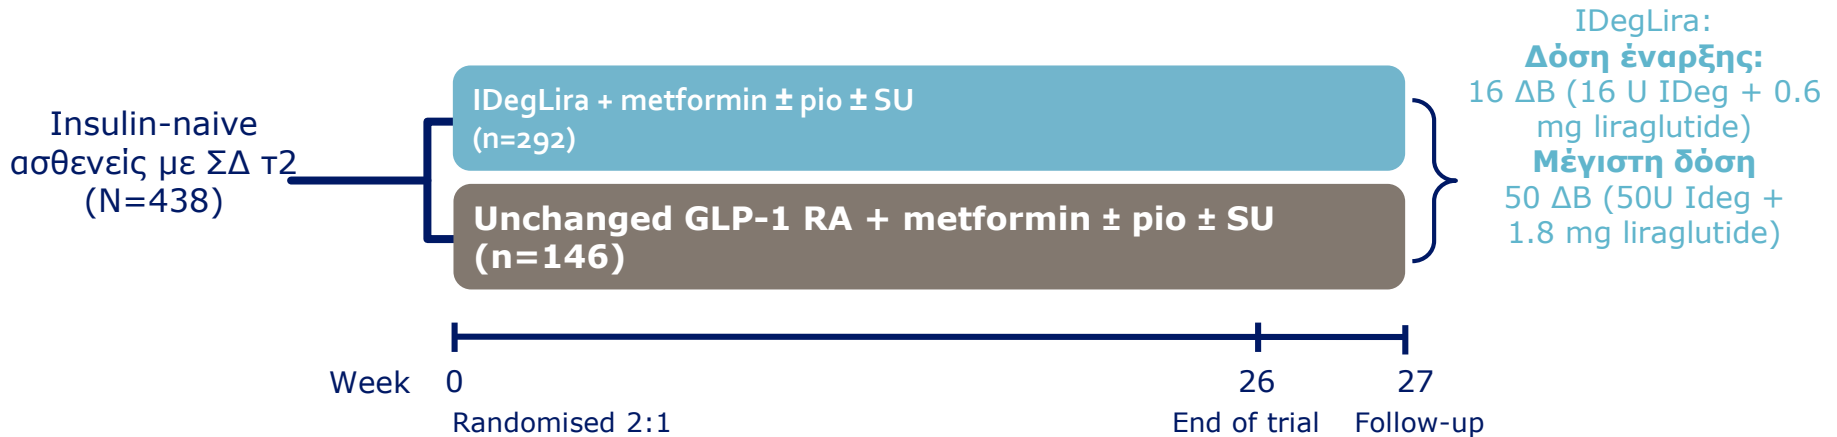 Insulin-naive
ασθενείς με ΣΔ τ2
(N=438)
IDegLira + metformin ± pio ± SU
(n=292)
Unchanged GLP-1 RA + metformin ± pio ± SU
(n=146)
IDegLira:
Δόση έναρξης:
16 ΔΒ (16 U IDeg + 0.6
mg liraglutide)
Μέγιστη δόση
50 ΔΒ (50U Ideg +
1.8 mg liraglutide)
Week 0 26 27
Randomised 2:1 End of trial Follow-up